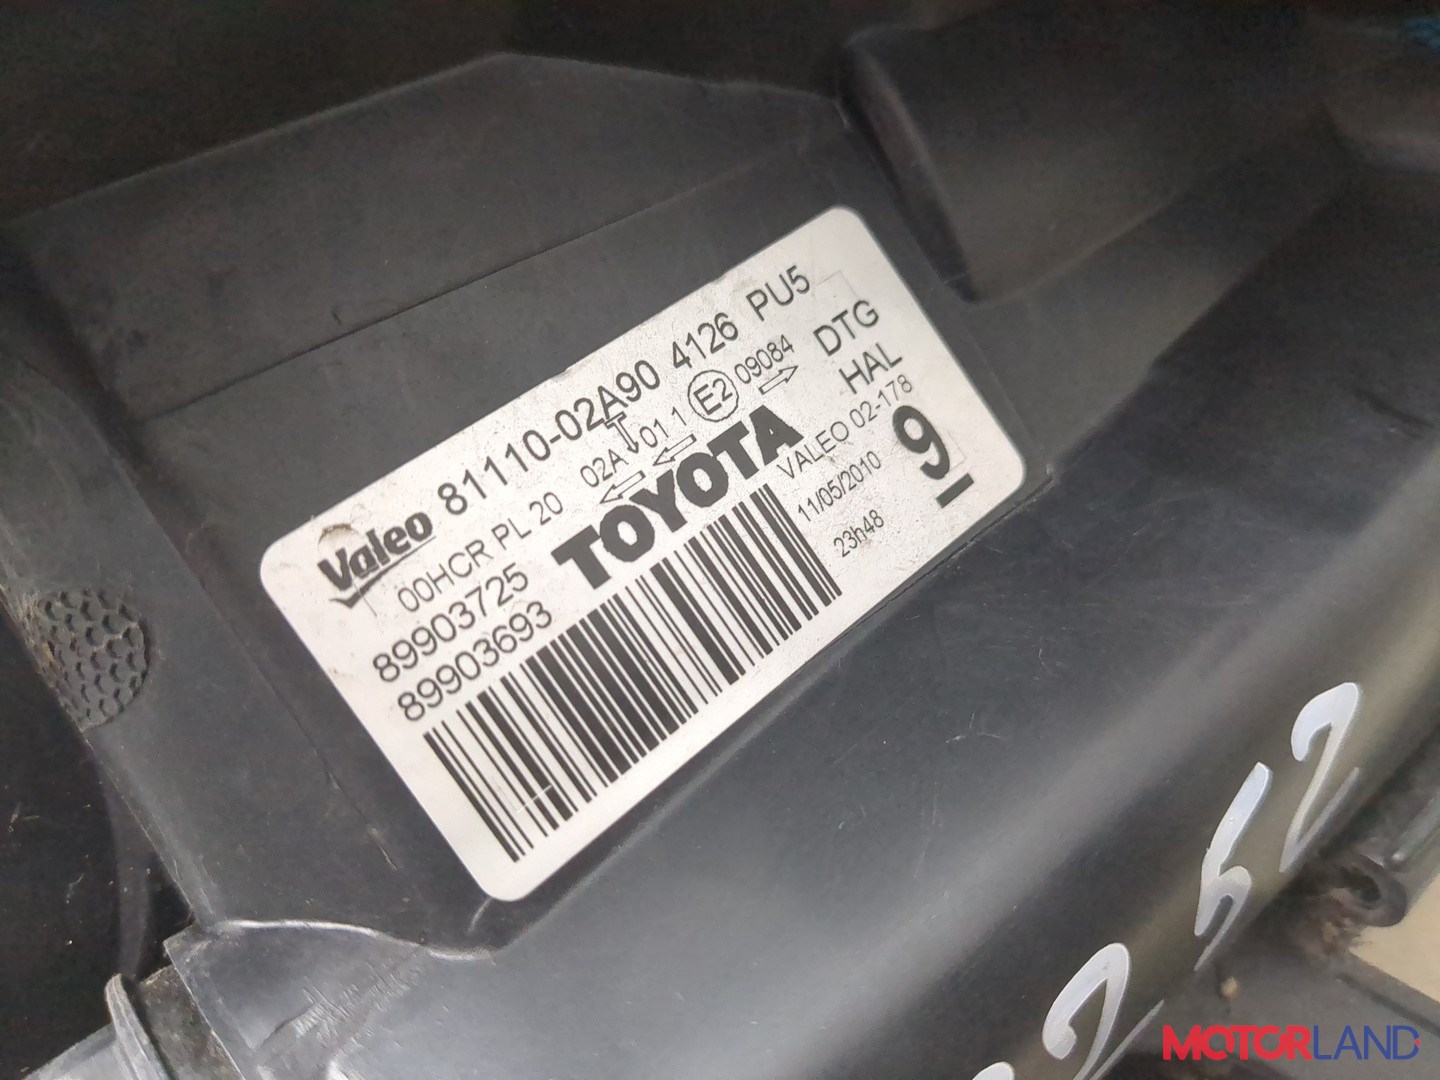 Valeo 81110-02A90 4126 PU5
00HCR PL 20 02A 01 1 E2 09084 DTG
HAL
89903725 TOYOTA VALEO 02-178
89903693 11/05/2010 9
23h48
2252
MOTORLAND